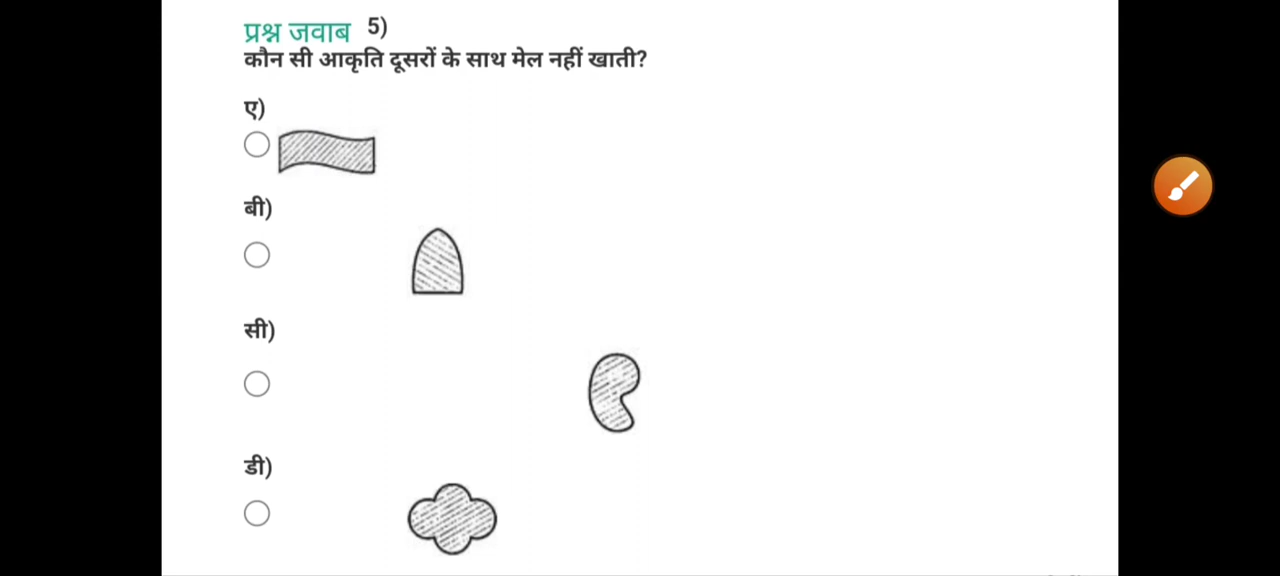 प्रश्न जवाब 5)
कौन सी आकृति दूसरों के साथ मेल नहीं खाती?
ए)
बी)
सी)
डी)